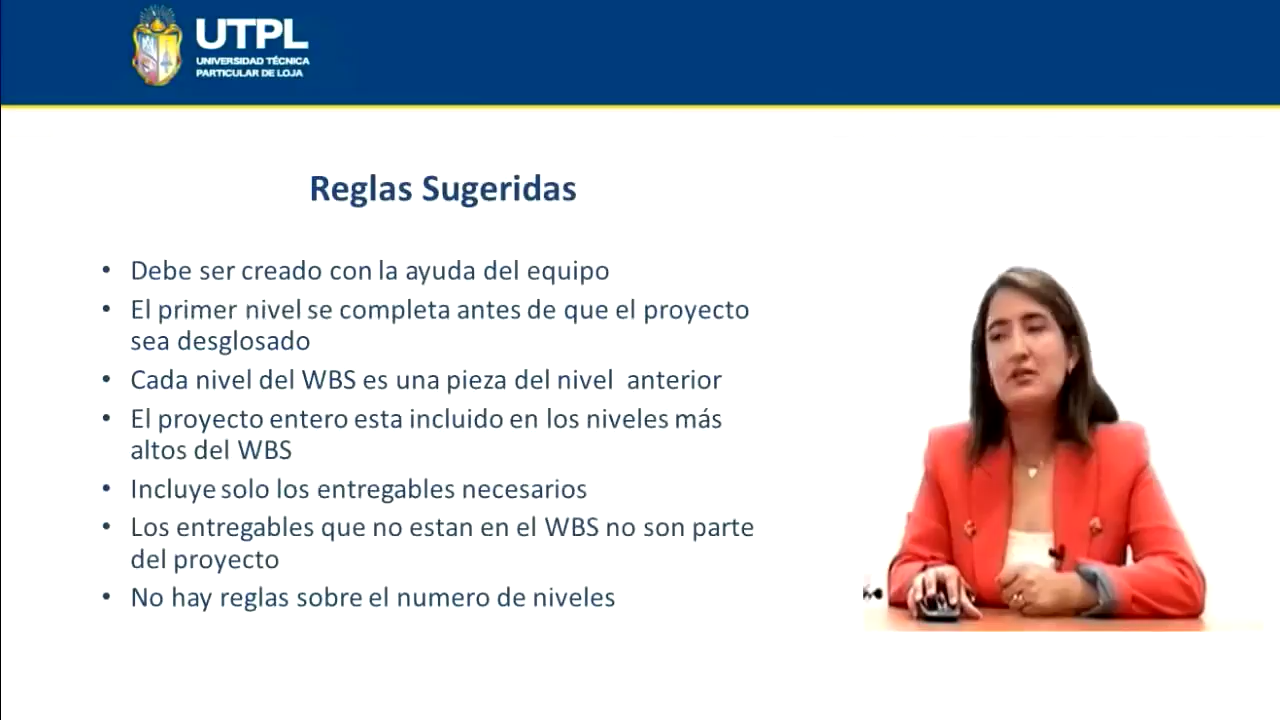 UTPL
UNIVERSIDAD TÉCNICA
PARTICULAR DE LOJA
Reglas Sugeridas
• Debe ser creado con la ayuda del equipo
• El primer nivel se completa antes de que el proyecto
sea desglosado
• Cada nivel del WBS es una pieza del nivel anterior
• El proyecto entero esta incluido en los niveles más
altos del WBS
• Incluye solo los entregables necesarios
• Los entregables que no estan en el WBS no son parte
del proyecto
• No hay reglas sobre el numero de niveles